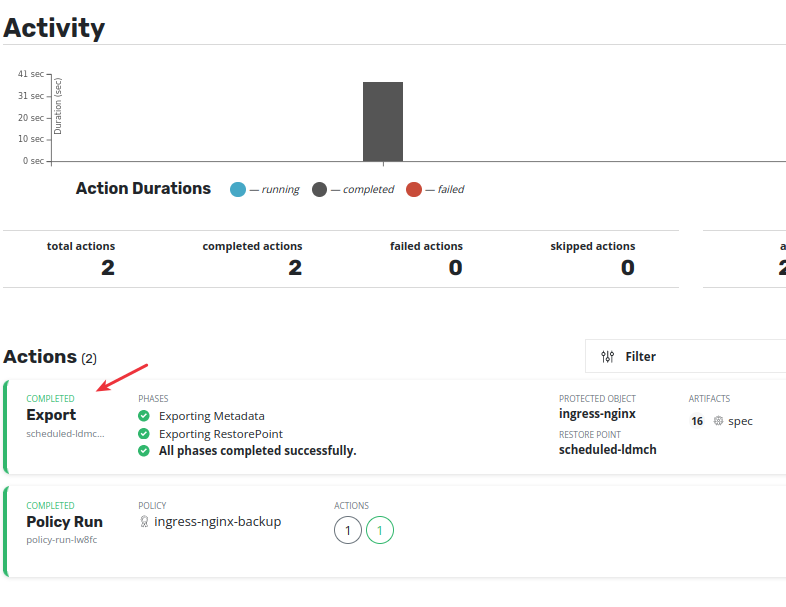 Activity
41 sec
31 sec
20 sec
10 sec
0 sec
Duration (sec)
Action Durations — running — completed — failed
total actions completed actions failed actions skipped actions a
2 2 0 0 2
Actions (2)
Filter
COMPLETED
Export
scheduled-ldmc...
PHASES
Exporting Metadata
Exporting RestorePoint
All phases completed successfully.
PROTECTED OBJECT
ingress-nginx
RESTORE POINT
scheduled-ldmch
ARTIFACTS
16 spec
COMPLETED
Policy Run
policy-run-lw8fc
POLICY
ingress-nginx-backup
ACTIONS
1 1